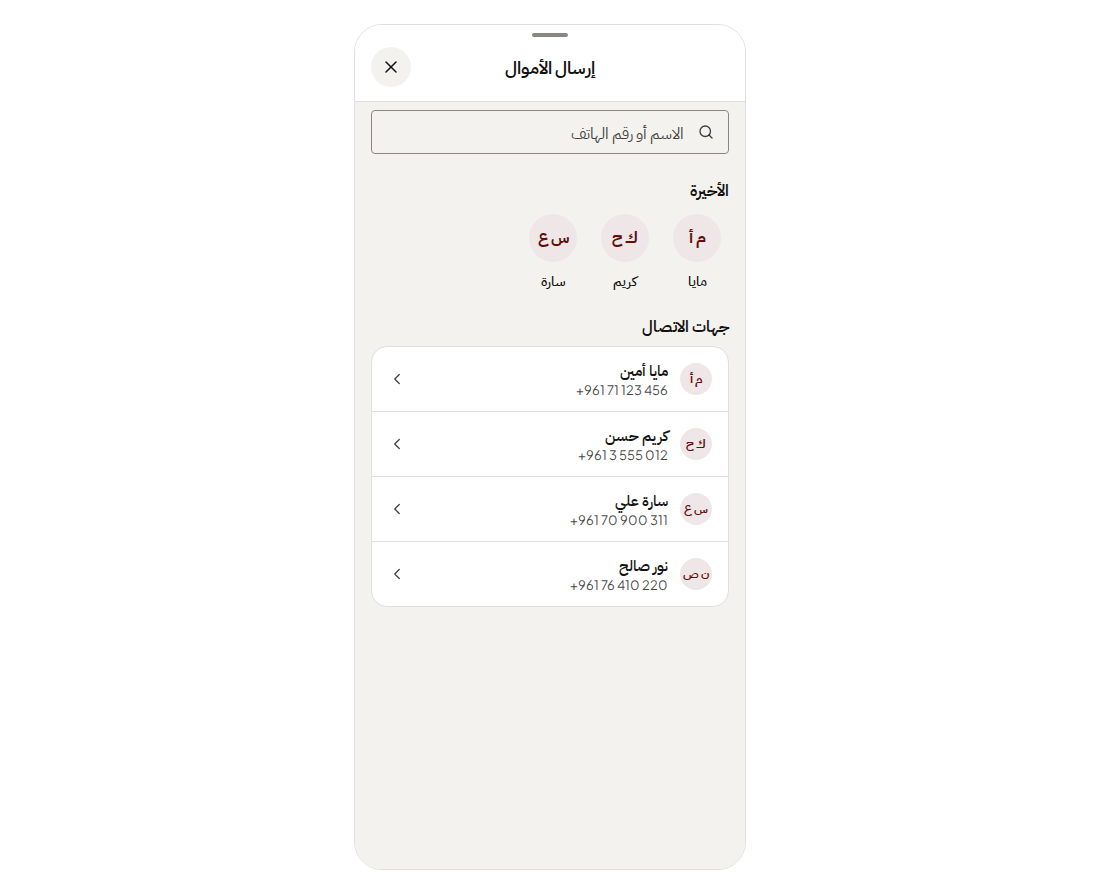 إرسال الأموال
الاسم أو رقم الهاتف
الأخيرة
م أ
ك ح
س ع
مايا
كريم
سارة
جهات الاتصال
م أ
مايا أمين
+961 71 123 456
ك ح
كريم حسن
+961 3 555 012
س ع
سارة علي
+961 70 900 311
ن ص
نور صالح
+961 76 410 220